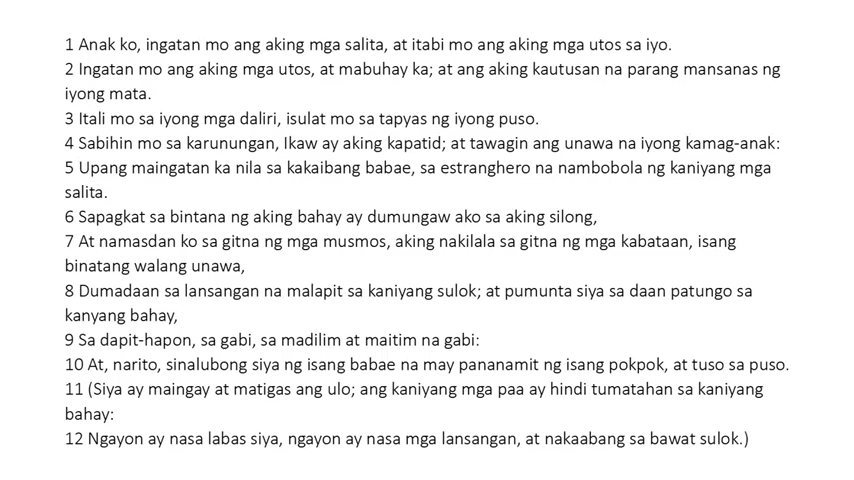 1 Anak ko, ingatan mo ang aking mga salita, at itabi mo ang aking mga utos sa iyo.
2 Ingatan mo ang aking mga utos, at mabuhay ka; at ang aking kautusan na parang mansanas ng
iyong mata.
3 Itali mo sa iyong mga daliri, isulat mo sa tapyas ng iyong puso.
4 Sabihin mo sa karunungan, Ikaw ay aking kapatid; at tawagin ang unawa na iyong kamag-anak:
5 Upang maingatan ka nila sa kakaibang babae, sa estranghero na nambobola ng kaniyang mga
salita.
6 Sapagkat sa bintana ng aking bahay ay dumungaw ako sa aking silong,
7 At namasdan ko sa gitna ng mga musmos, aking nakilala sa gitna ng mga kabataan, isang
binatang walang unawa,
8 Dumadaan sa lansangan na malapit sa kaniyang sulok; at pumunta siya sa daan patungo sa
kanyang bahay,
9 Sa dapit-hapon, sa gabi, sa madilim at maitim na gabi:
10 At, narito, sinalubong siya ng isang babae na may pananamit ng isang pokpok, at tuso sa puso.
11 (Siya ay maingay at matigas ang ulo; ang kaniyang mga paa ay hindi tumatahan sa kaniyang
bahay:
12 Ngayon ay nasa labas siya, ngayon ay nasa mga lansangan, at nakaabang sa bawat sulok.)